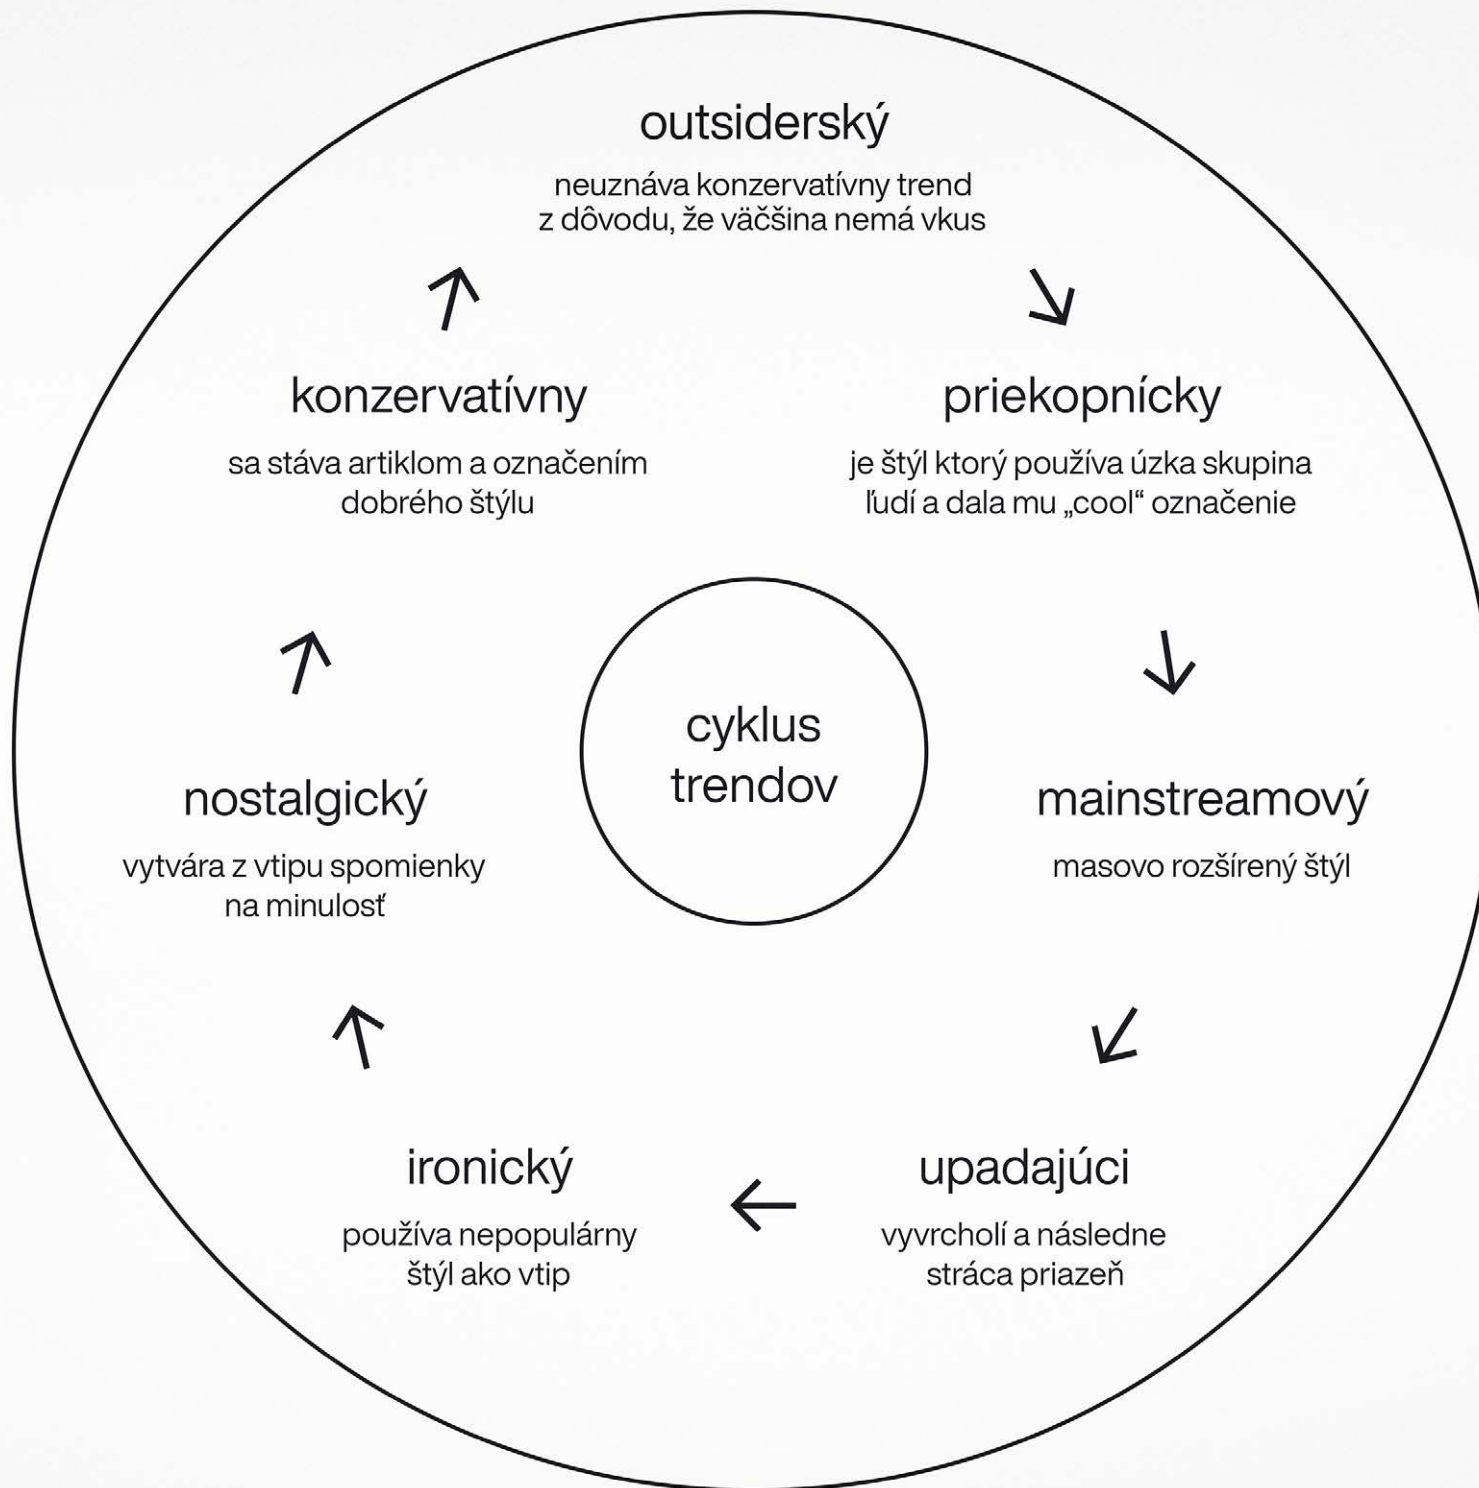 outsiderský
neuznáva konzervatívny trend
z dôvodu, že väčšina nemá vkus
priekopnícky
je štýl ktorý používa úzka skupina
ľudí a dala mu „cool“ označenie
mainstreamový
masovo rozšírený štýl
upadajúci
vyvrcholí a následne
stráca priazeň
ironický
používa nepopulárny
štýl ako vtip
nostalgický
vytvára z vtipu spomienky
na minulosť
konzervatívny
sa stáva artiklom a označením
dobrého štýlu
cyklus
trendov